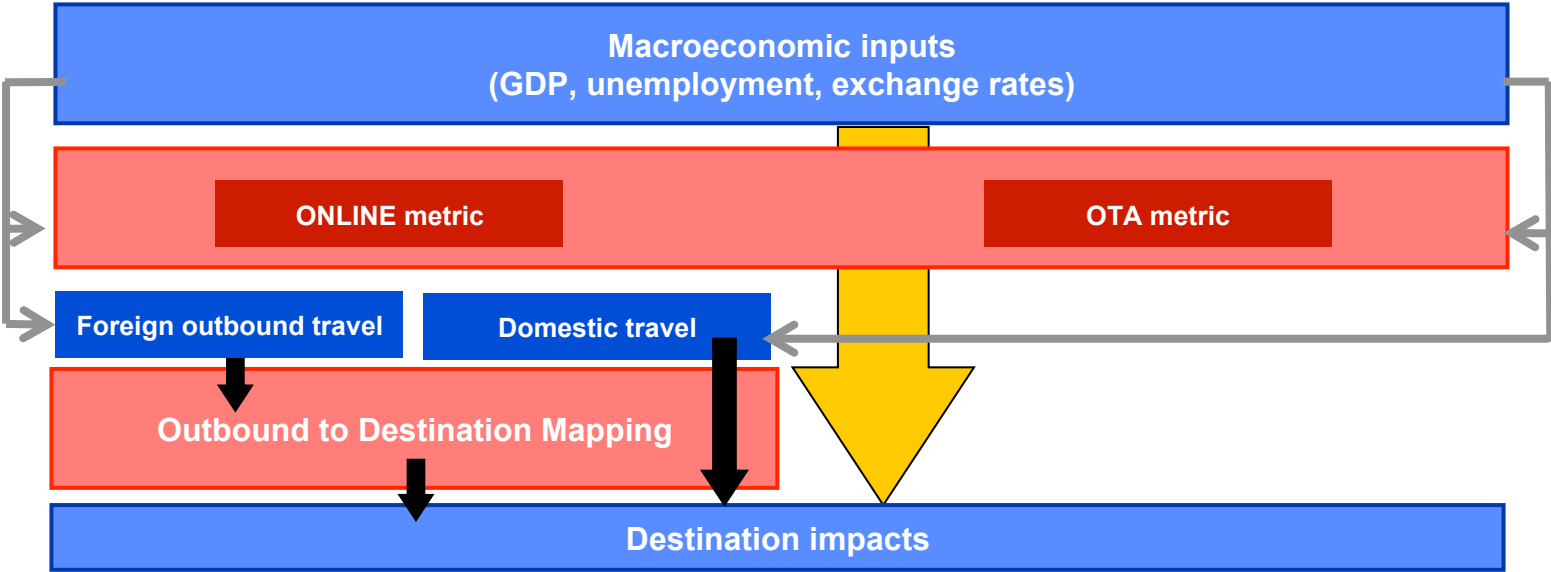 Macroeconomic inputs
(GDP, unemployment, exchange rates)
ONLINE metric
OTA metric
Foreign outbound travel
Domestic travel
Outbound to Destination Mapping
Destination impacts